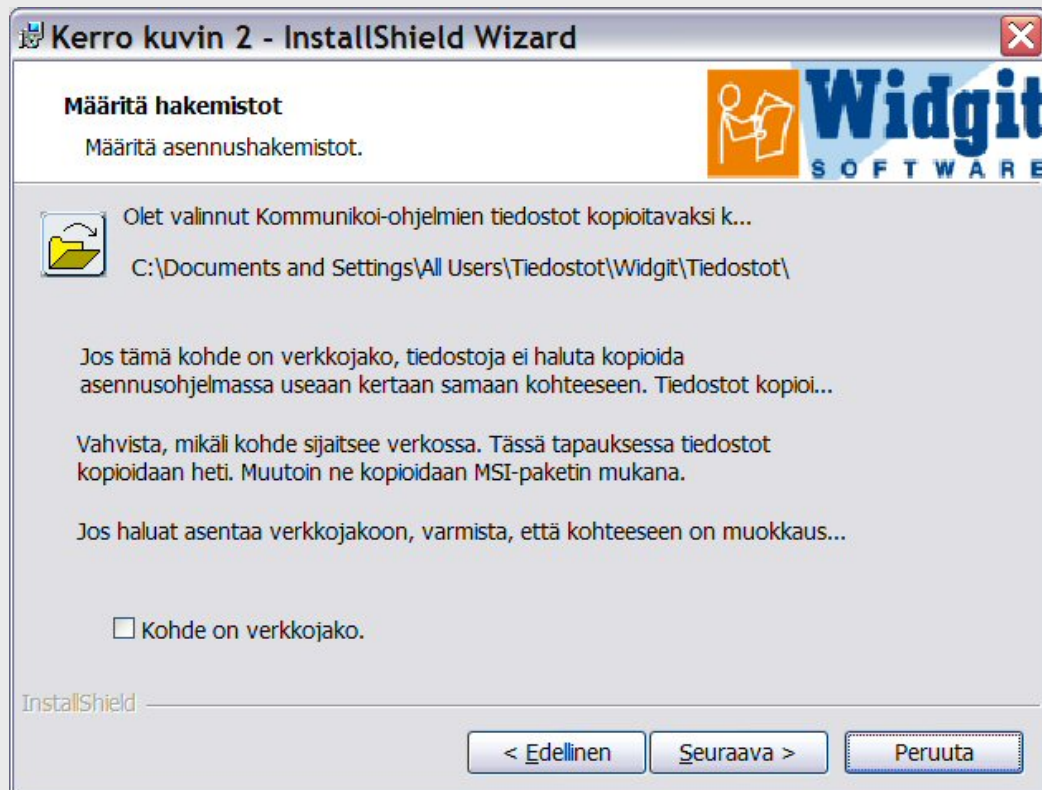 Kerro kuvin 2 - InstallShield Wizard
Määritä hakemistot
Määritä asennushakemistot.
Widgit
SOFTWARE
Olet valinnut Kommunikoi-ohjelmien tiedostot kopioitavaksi k...
C:\Documents and Settings\All Users\Tiedostot\Widgit\Tiedostot\
Jos tämä kohde on verkkojako, tiedostoja ei haluta kopioida
asennusohjelmassa useaan kertaan samaan kohteeseen. Tiedostot kopioi...
Vahvista, mikäli kohde sijaitsee verkossa. Tässä tapauksessa tiedostot
kopioidaan heti. Muutoin ne kopioidaan MSI-paketin mukana.
Jos haluat asentaa verkkojakoon, varmista, että kohteeseen on muokkaus...
Kohde on verkkojako.
InstallShield
< Edellinen Seuraava > Peruuta